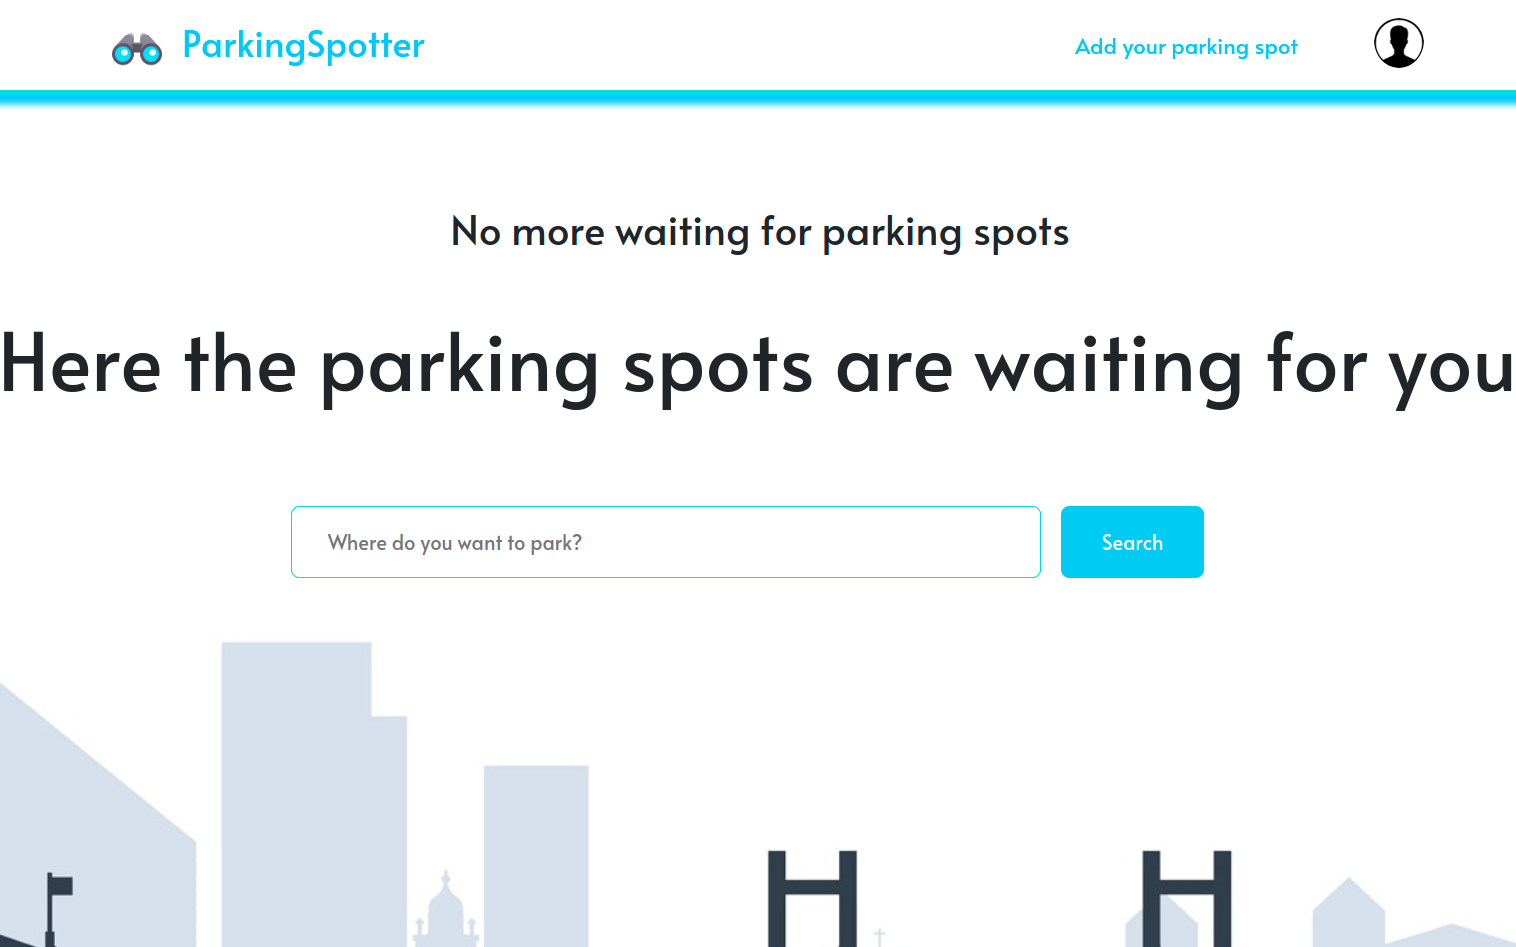 ParkingSpotter
Add your parking spot
No more waiting for parking spots
Here the parking spots are waiting for you
Where do you want to park?
Search